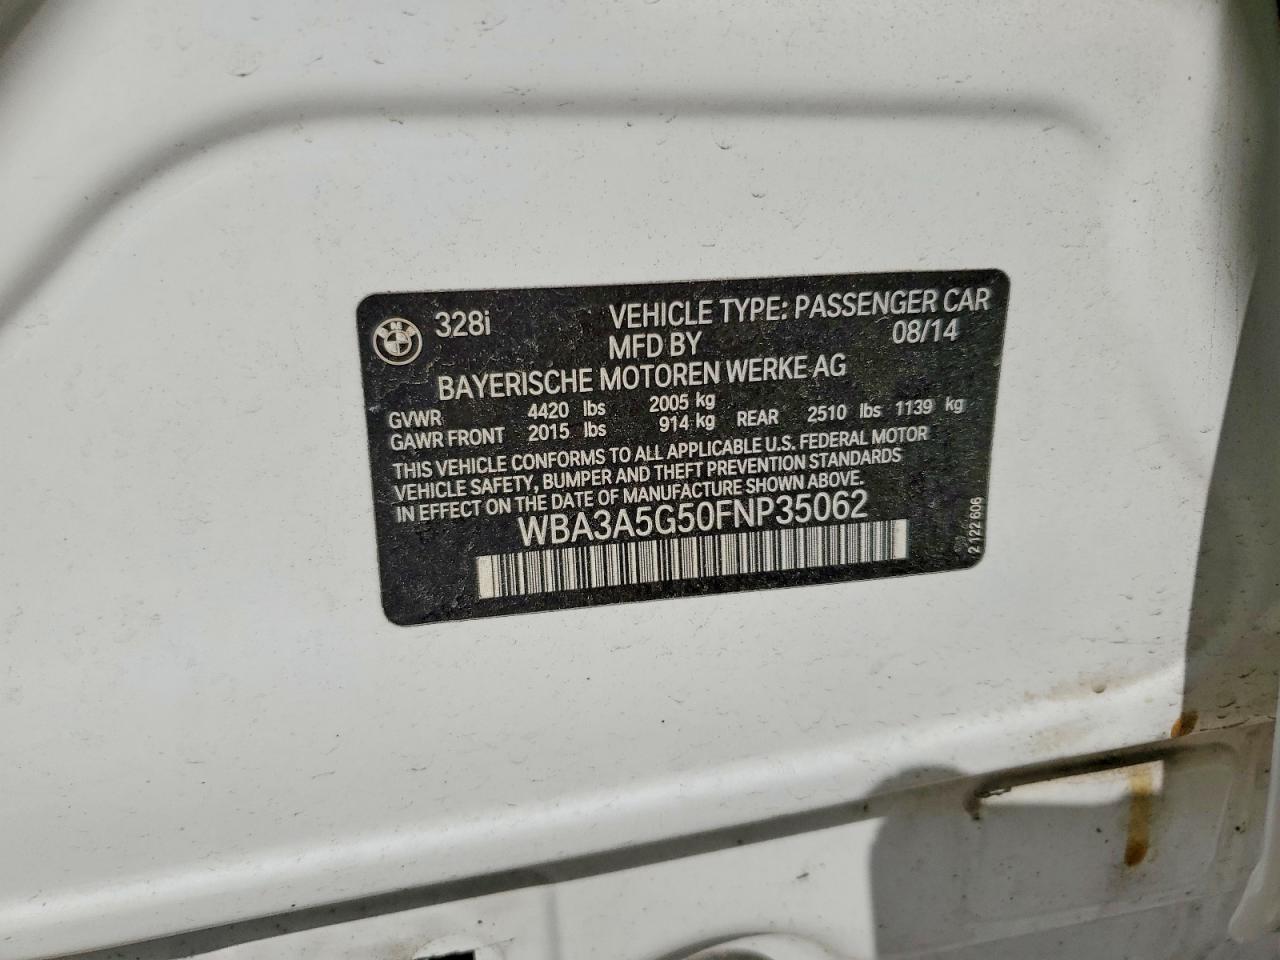 BMW 328i VEHICLE TYPE: PASSENGER CAR
MFD BY 08/14
BAYERISCHE MOTOREN WERKE AG
GVWR 4420 lbs 2005 kg
GAWR FRONT 2015 lbs 914 kg REAR 2510 lbs 1139 kg
THIS VEHICLE CONFORMS TO ALL APPLICABLE U.S. FEDERAL MOTOR
VEHICLE SAFETY, BUMPER AND THEFT PREVENTION STANDARDS
IN EFFECT ON THE DATE OF MANUFACTURE SHOWN ABOVE.
WBA3A5G50FNP35062
2 122 606